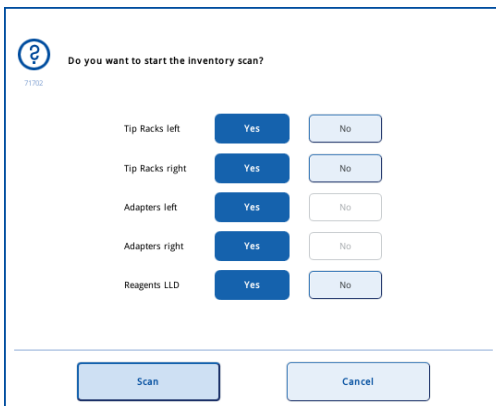 Do you want to start the inventory scan?
71702
Tip Racks left Yes No
Tip Racks right Yes No
Adapters left Yes No
Adapters right Yes No
Reagents LLD Yes No
Scan Cancel